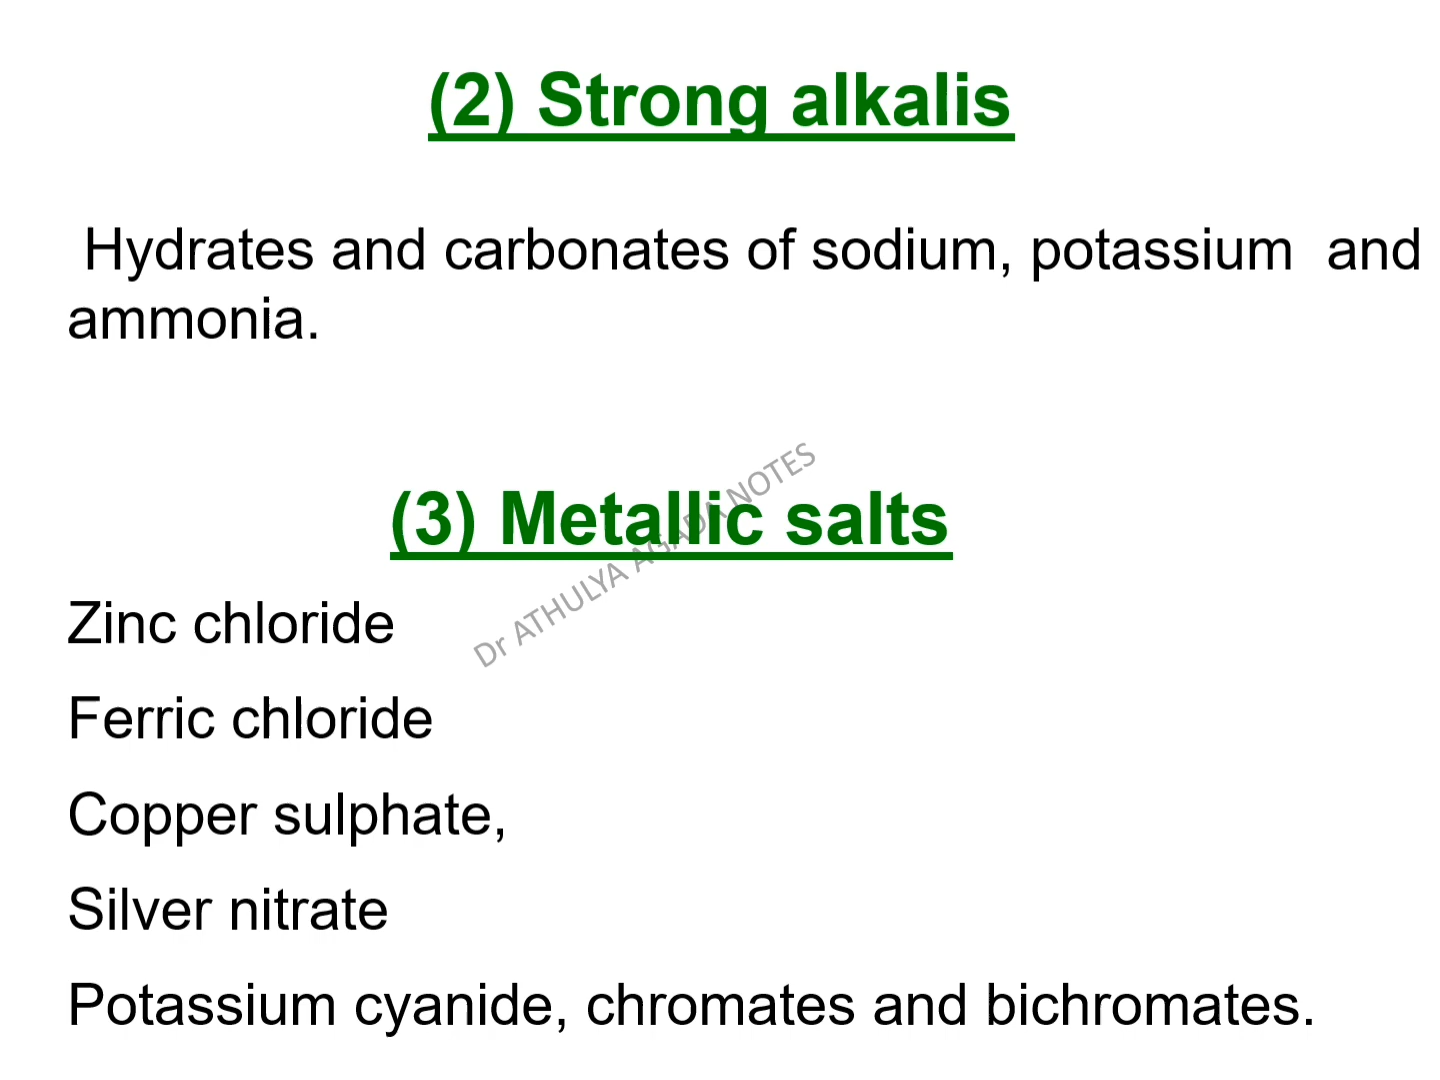 (2) Strong alkalis
Hydrates and carbonates of sodium, potassium  and
ammonia.
(3) Metallic salts
Dr ATHULYA AGADA NOTES
Zinc chloride
Ferric chloride
Copper sulphate,
Silver nitrate
Potassium cyanide, chromates and bichromates.